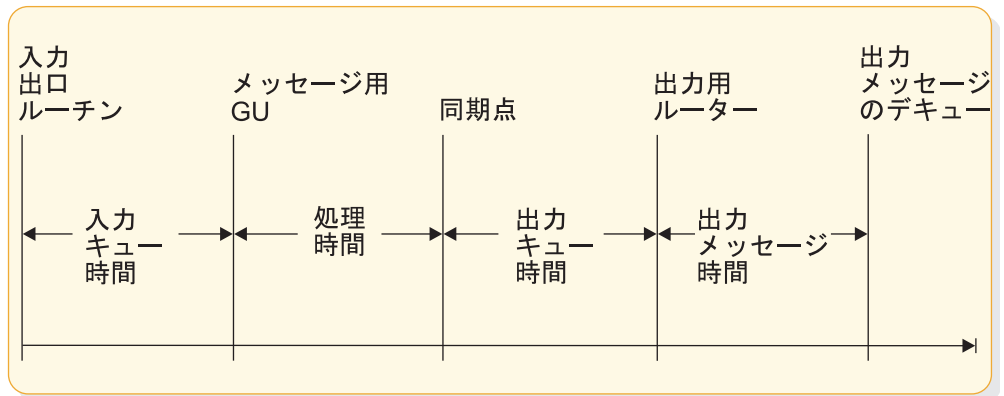 入力
出口
ルーチン
メッセージ用
GU
同期点
出力用
ルーター
出力
メッセージ
のデキュー
入力
キュー
時間
処理
時間
出力
キュー
時間
出力
メッセージ
時間